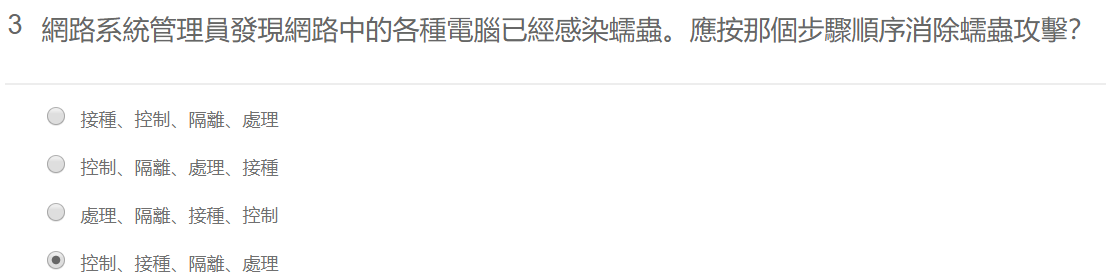 3 網路系統管理員發現網路中的各種電腦已經感染蠕蟲。應按那個步驟順序消除蠕蟲攻擊?
接種、控制、隔離、處理
控制、隔離、處理、接種
處理、隔離、接種、控制
控制、接種、隔離、處理